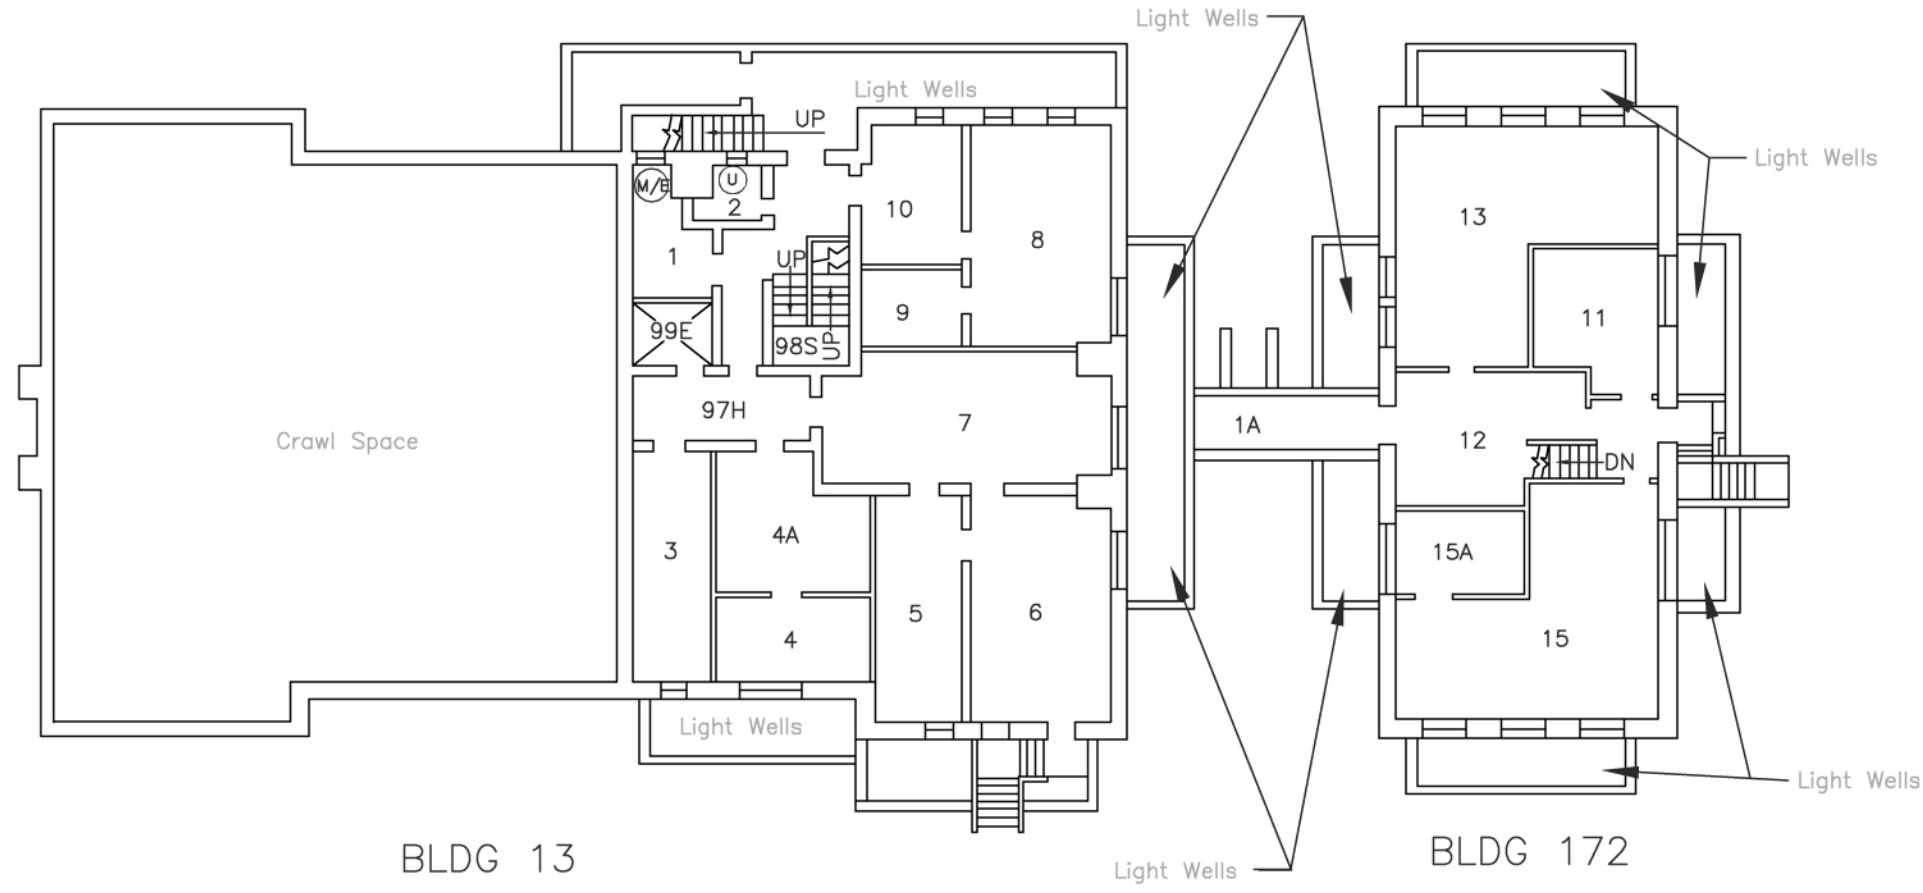 Light Wells
Light Wells
UP
Light Wells
M/E
U
2
10
13
8
1
UP
11
9
99E
98S
UP
97H
7
1A
12
Crawl Space
DN
3
4A
15A
5
6
4
15
Light Wells
Light Wells
BLDG 13
BLDG 172
Light Wells